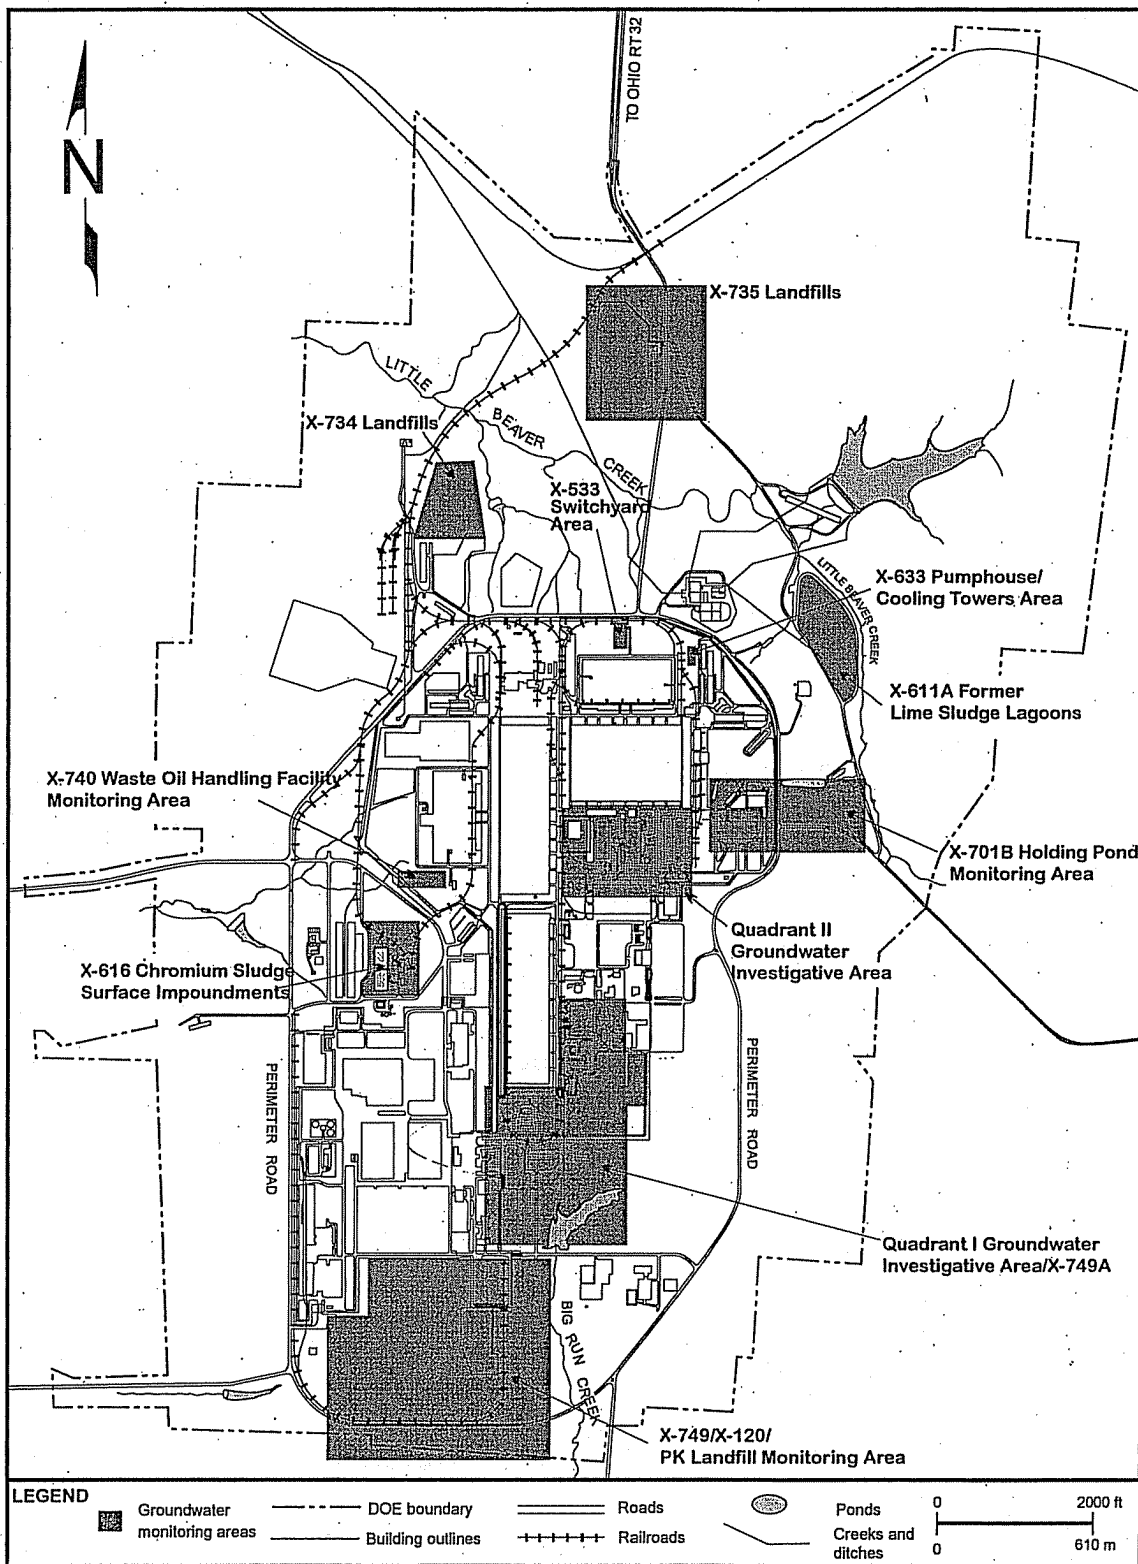 TO OHIO RT32
N
X-735 Landfills
LITTLE
BEAVER
CREEK
X-734 Landfills
X-533
Switchyard
Area
X-633 Pumphouse/
Cooling Towers Area
LITTLE BEAVER CREEK
X-611A Former
Lime Sludge Lagoons
X-740 Waste Oil Handling Facility
Monitoring Area
X-701B Holding Pond
Monitoring Area
Quadrant II
Groundwater
Investigative Area
X-616 Chromium Sludge
Surface Impoundments
PERIMETER ROAD
PERIMETER ROAD
Quadrant I Groundwater
Investigative Area/X-749A
BIG RUN CREEK
X-749/X-120/
PK Landfill Monitoring Area
LEGEND
Groundwater
monitoring areas
DOE boundary
Building outlines
Roads
Railroads
Ponds
Creeks and
ditches
0 2000 ft
0 610 m